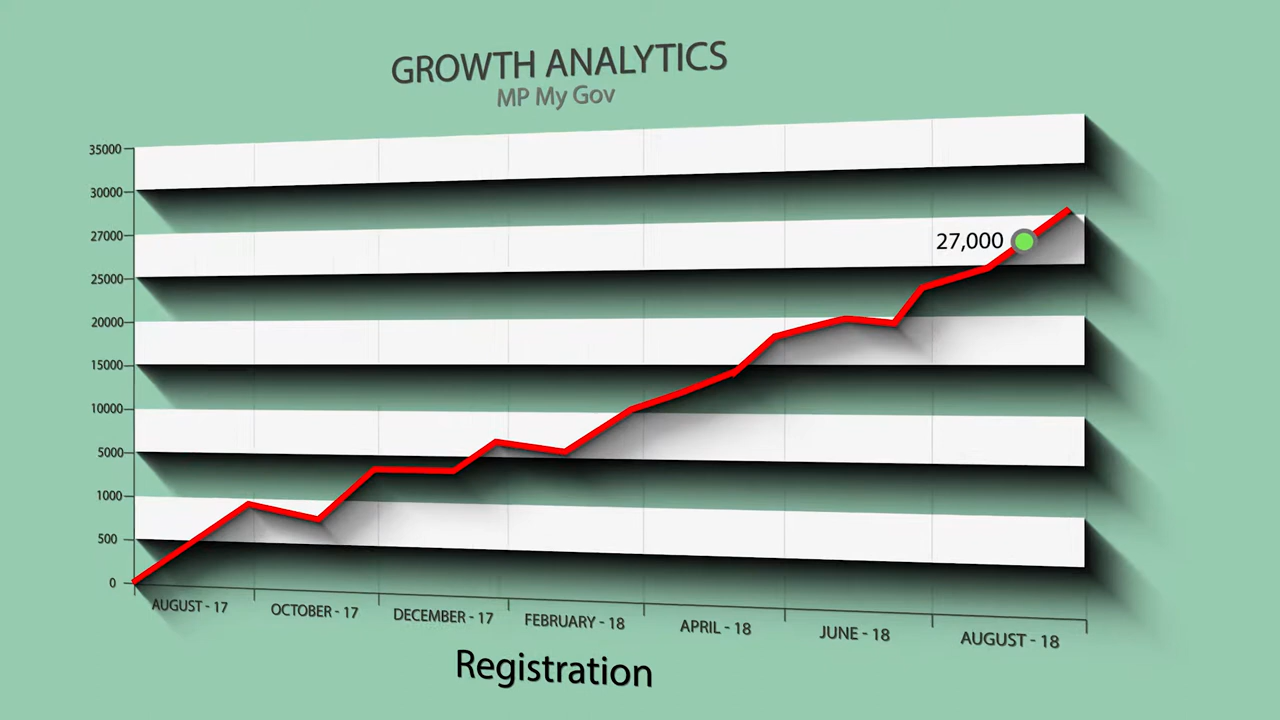 GROWTH ANALYTICS
MP My Gov
35000
30000
27000
25000
20000
15000
10000
5000
1000
500
0
27,000
AUGUST - 17
OCTOBER - 17
DECEMBER - 17
FEBRUARY - 18
APRIL - 18
JUNE - 18
AUGUST - 18
Registration